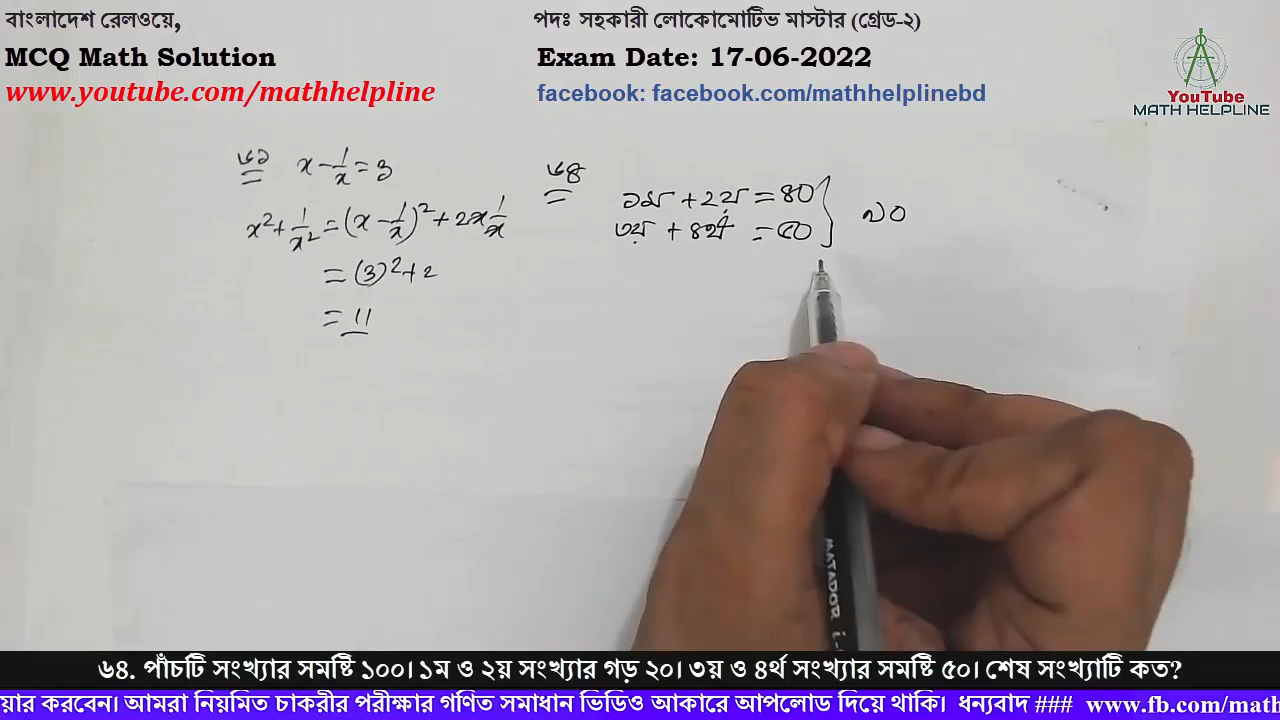 বাংলাদেশ রেলওয়ে,
পদঃ সহকারী লোকোমোটিভ মাস্টার (গ্রেড-২)
MCQ Math Solution
Exam Date: 17-06-2022
www.youtube.com/mathhelpline
facebook: facebook.com/mathhelplinebd
YouTube
MATH HELPLINE
x - 1/x = 3
x² + 1/x² = (x - 1/x)² + 2x 1/x
= (3)² + 2
= 11
৬৪
১ম + ২য় = ৪০
৩য় + ৪র্থ = ৫০
৯০
MATADOR i-
৬৪. পাঁচটি সংখ্যার সমষ্টি ১০০। ১ম ও ২য় সংখ্যার গড় ২০। ৩য় ও ৪র্থ সংখ্যার সমষ্টি ৫০। শেষ সংখ্যাটি কত?
য়ার করবেন। আমরা নিয়মিত চাকরীর পরীক্ষার গণিত সমাধান ভিডিও আকারে আপলোড দিয়ে থাকি। ধন্যবাদ ### www.fb.com/math